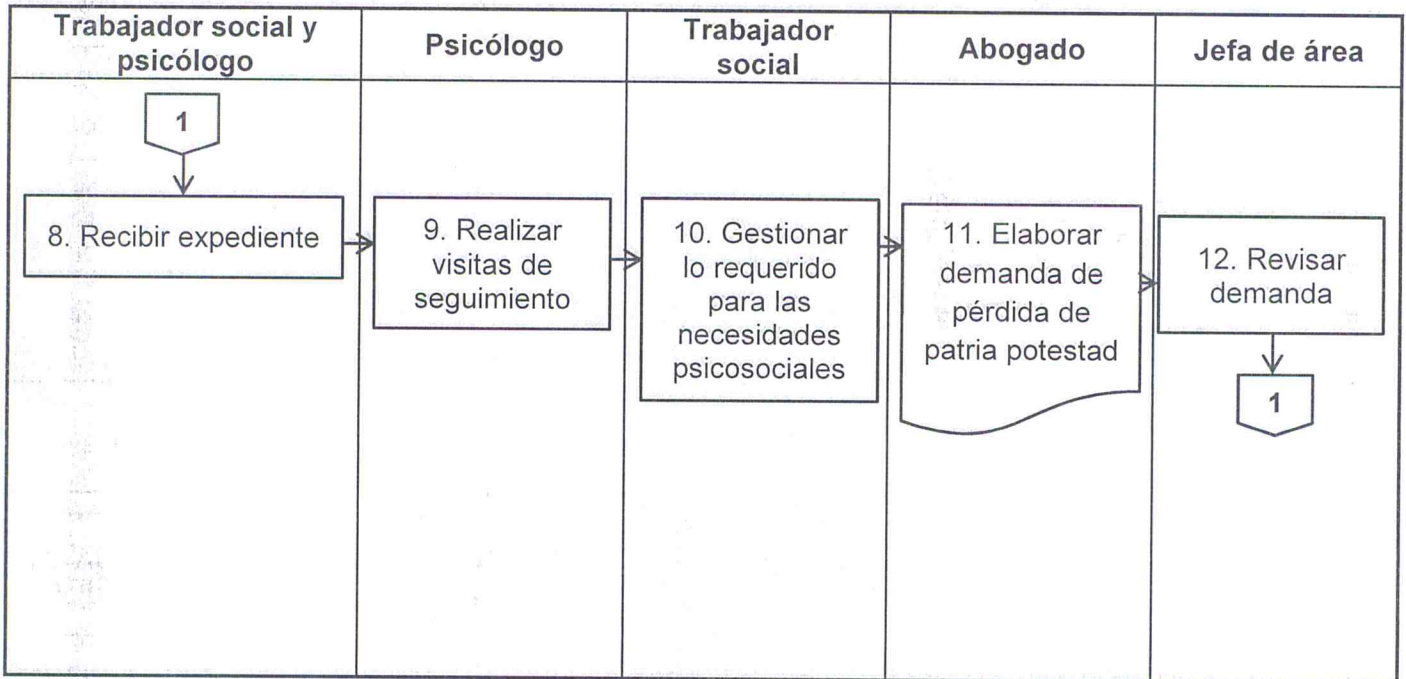 Trabajador social y
psicólogo
Psicólogo
Trabajador
social
Abogado
Jefa de área
1
8. Recibir expediente
9. Realizar
visitas de
seguimiento
10. Gestionar
lo requerido
para las
necesidades
psicosociales
11. Elaborar
demanda de
pérdida de
patria potestad
12. Revisar
demanda
1